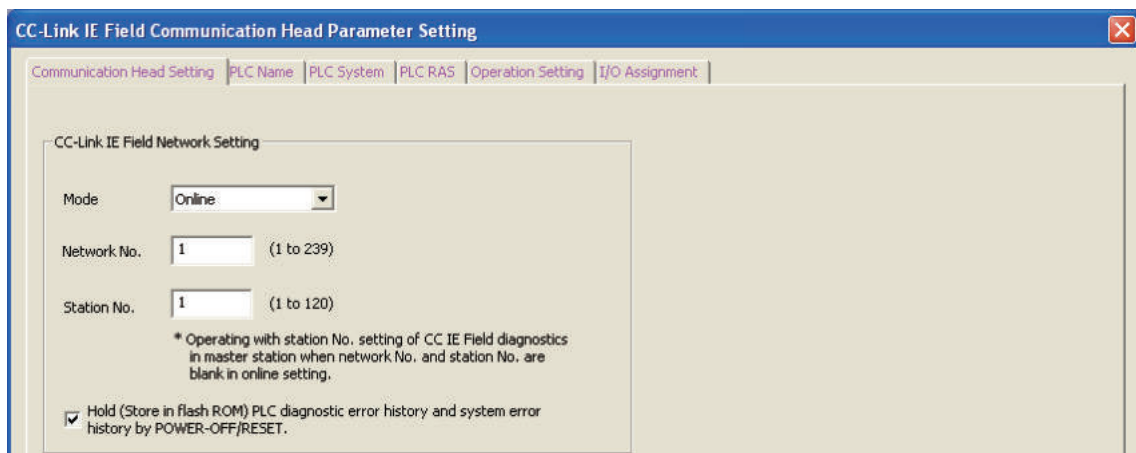 CC-Link IE Field Communication Head Parameter Setting
Communication Head Setting PLC Name PLC System PLC RAS Operation Setting I/O Assignment
CC-Link IE Field Network Setting
Mode Online
Network No. 1 (1 to 239)
Station No. 1 (1 to 120)
* Operating with station No. setting of CC IE Field diagnostics
in master station when network No. and station No. are
blank in online setting.
Hold (Store in flash ROM) PLC diagnostic error history and system error
history by POWER-OFF/RESET.